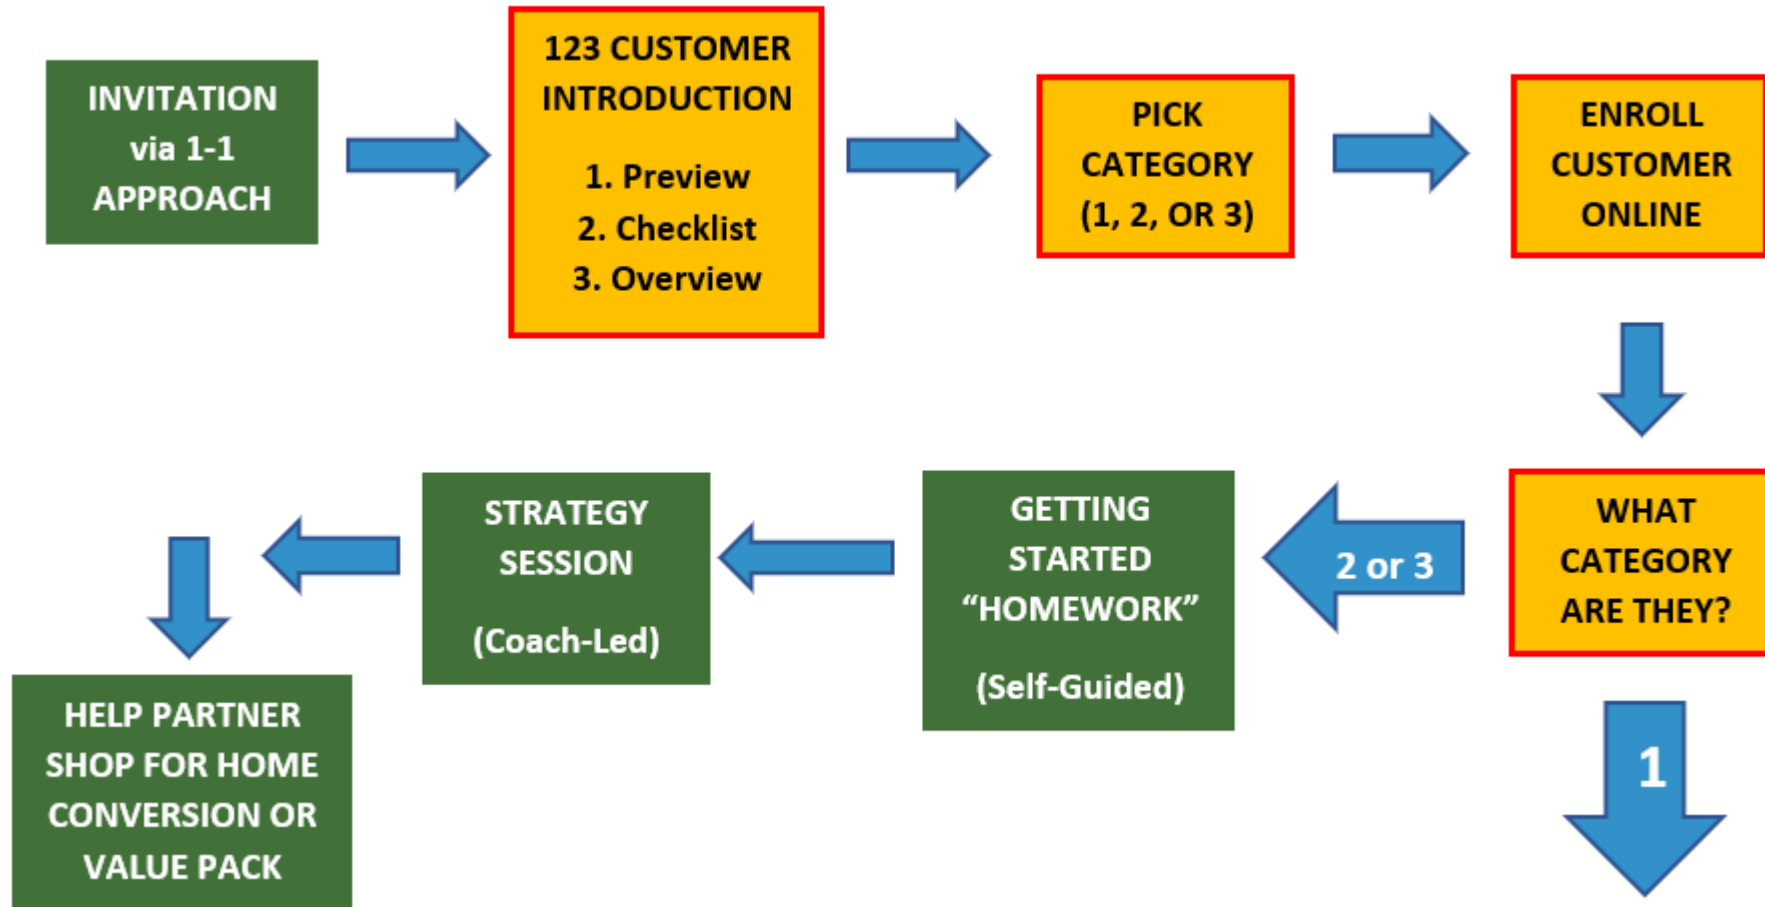 INVITATION
via 1-1
APPROACH
123 CUSTOMER
INTRODUCTION
1. Preview
2. Checklist
3. Overview
PICK
CATEGORY
(1, 2, OR 3)
ENROLL
CUSTOMER
ONLINE
WHAT
CATEGORY
ARE THEY?
2 or 3
GETTING
STARTED
“HOMEWORK”
(Self-Guided)
STRATEGY
SESSION
(Coach-Led)
HELP PARTNER
SHOP FOR HOME
CONVERSION OR
VALUE PACK
1